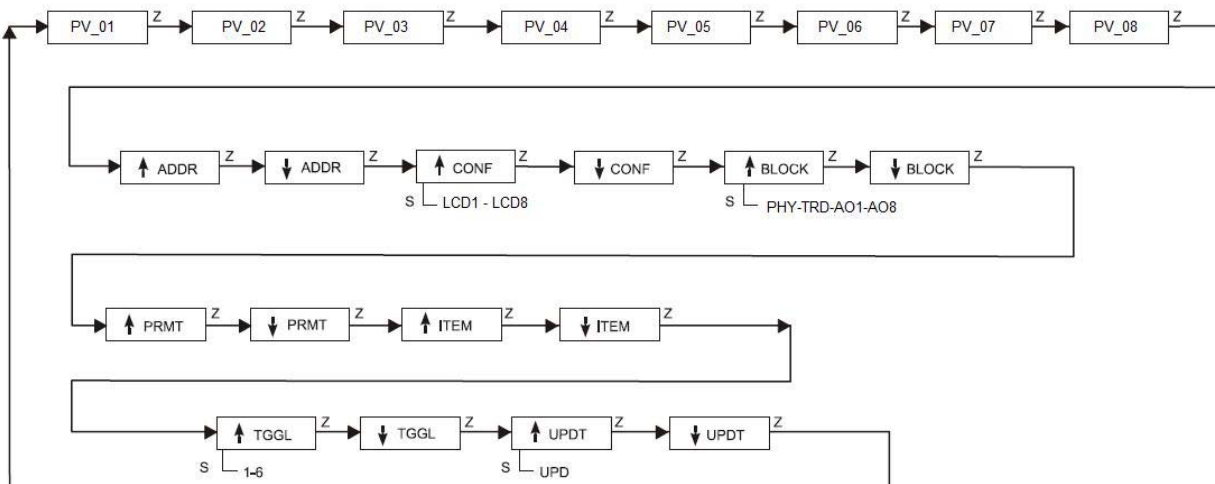 PV_01 Z PV_02 Z PV_03 Z PV_04 Z PV_05 Z PV_06 Z PV_07 Z PV_08 Z
ADDR Z ADDR Z CONF Z CONF Z BLOCK Z BLOCK Z
S LCD1 - LCD8 S PHY-TRD-AO1-AO8
PRMT Z PRMT Z ITEM Z ITEM Z
TGGL Z TGGL Z UPDT Z UPDT Z
S 1-6 S UPD